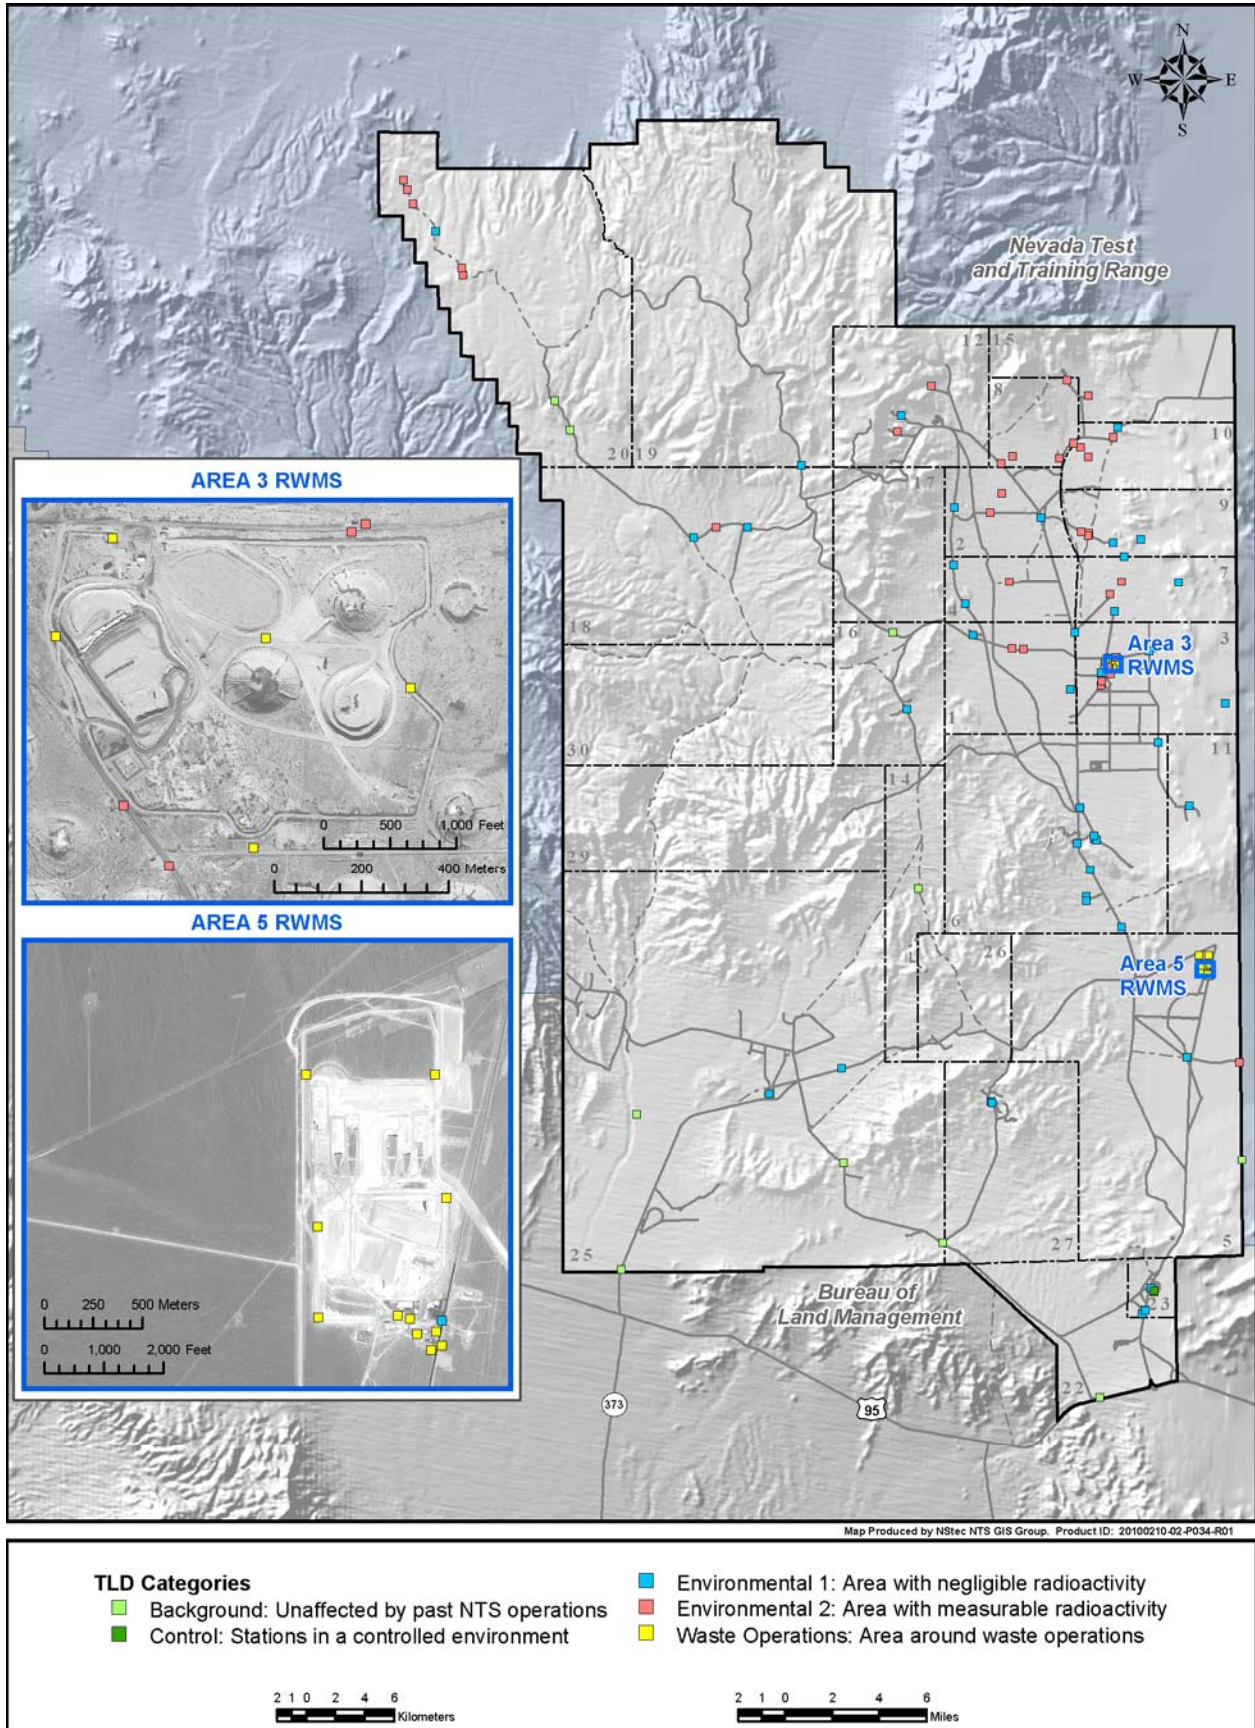 N
W E
S
Nevada Test
and Training Range
12
15
8
10
20
19
17
9
2
7
18
4
16
3
Area 3
RWMS
30
1
11
14
29
6
26
Area 5
RWMS
25
27
5
23
22
Bureau of
Land Management
373
95
AREA 3 RWMS
0 500 1,000 Feet
0 200 400 Meters
AREA 5 RWMS
0 250 500 Meters
0 1,000 2,000 Feet
Map Produced by NStec NTS GIS Group. Product ID: 20100210-02-P034-R01
TLD Categories
Background: Unaffected by past NTS operations
Control: Stations in a controlled environment
Environmental 1: Area with negligible radioactivity
Environmental 2: Area with measurable radioactivity
Waste Operations: Area around waste operations
2 1 0 2 4 6
Kilometers
2 1 0 2 4 6
Miles